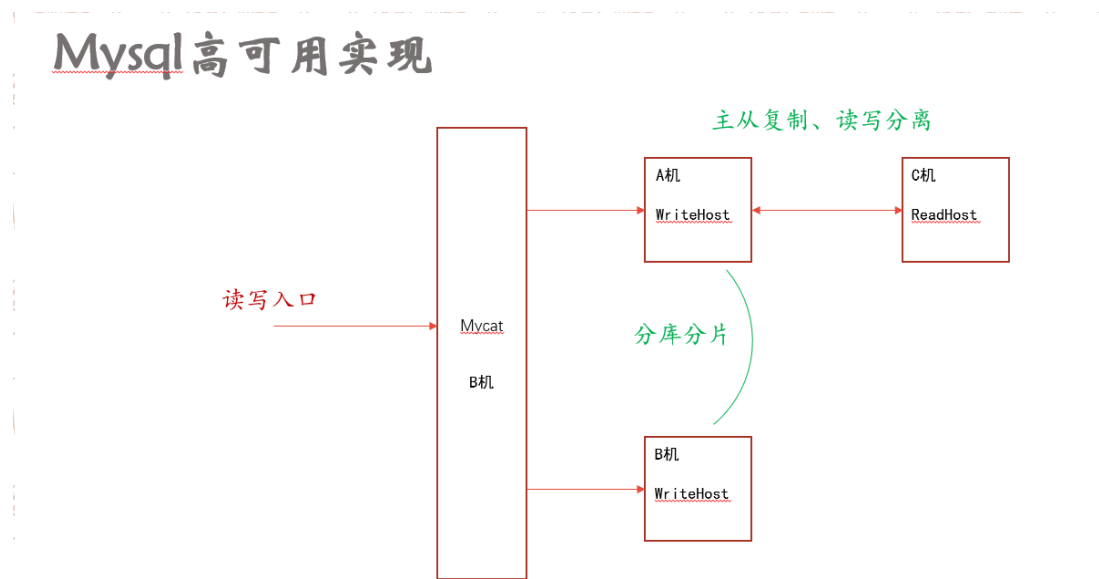 Mysql高可用实现
主从复制、读写分离
A机
WriteHost
C机
ReadHost
读写入口
Mycat
B机
分库分片
B机
WriteHost